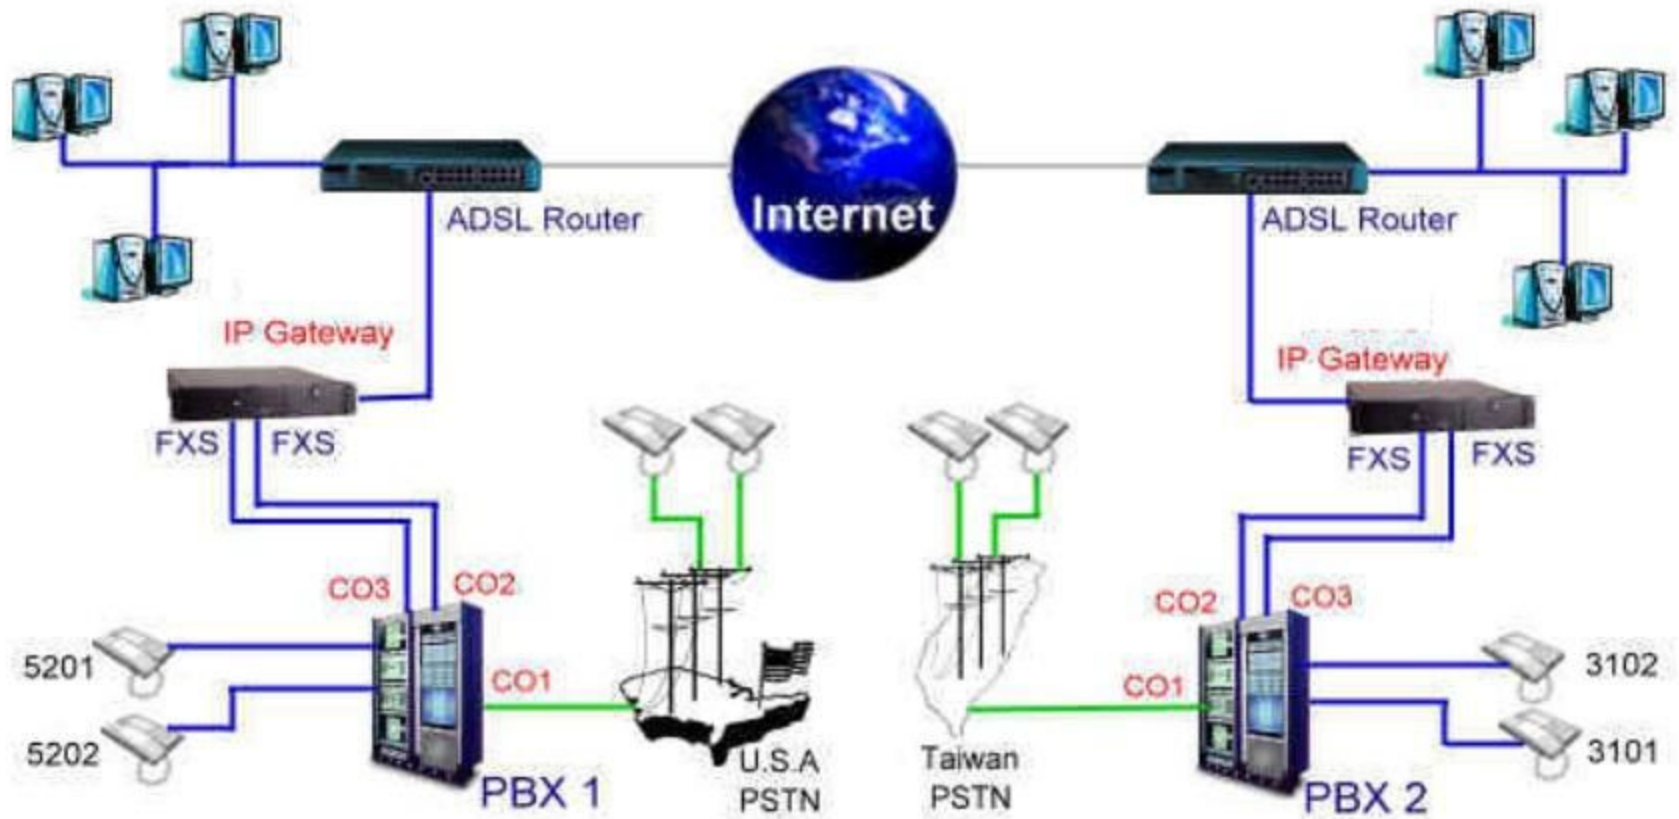 Internet
ADSL Router
ADSL Router
IP Gateway
IP Gateway
FXS FXS
FXS FXS
CO3 CO2
CO2 CO3
5201
CO1
CO1
3102
5202
3101
PBX 1
U.S.A
PSTN
Taiwan
PSTN
PBX 2